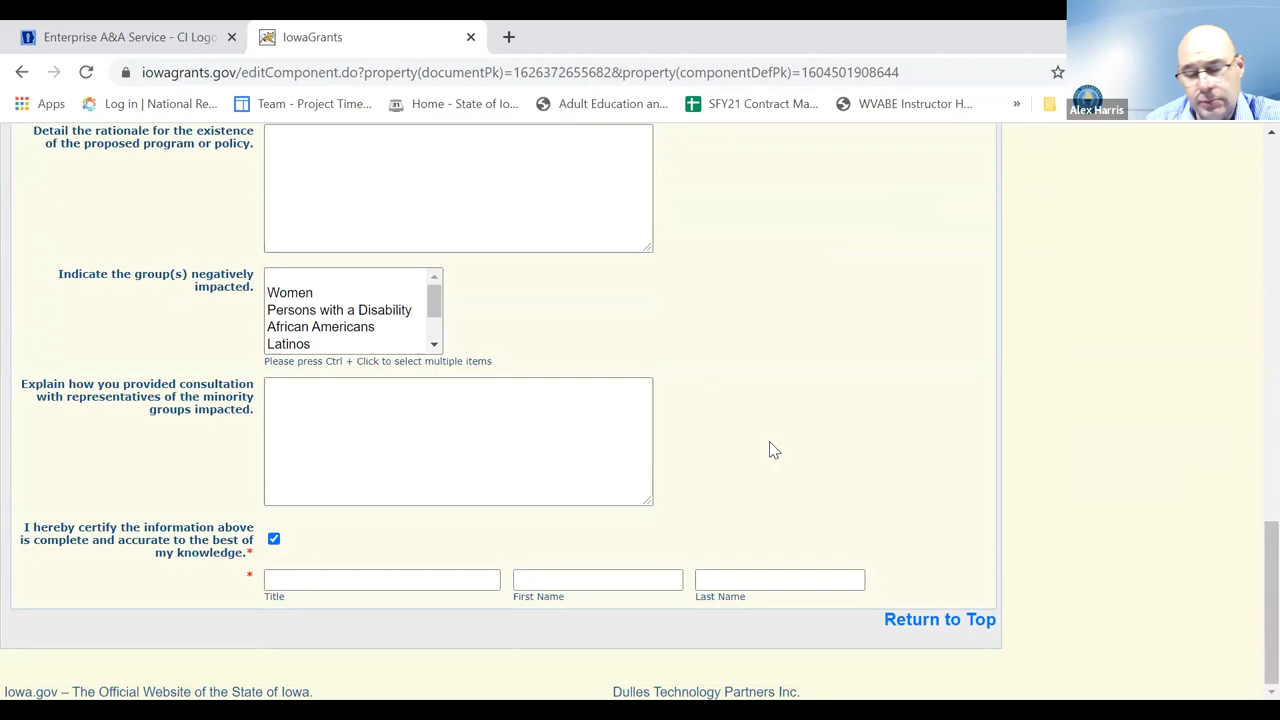 Enterprise A&A Service - CI Logo
IowaGrants
iowagrants.gov/editComponent.do?property(documentPk)=1626372655682&property(componentDefPk)=1604501908644
Apps
Log in | National Re...
Team - Project Time...
Home - State of Io...
Adult Education an...
SFY21 Contract Ma...
WVABE Instructor H...
»
Alex Harris
Detail the rationale for the existence
of the proposed program or policy.
Indicate the group(s) negatively
impacted.
Women
Persons with a Disability
African Americans
Latinos
Please press Ctrl + Click to select multiple items
Explain how you provided consultation
with representatives of the minority
groups impacted.
I hereby certify the information above
is complete and accurate to the best of
my knowledge.*
*
Title
First Name
Last Name
Return to Top
Iowa.gov – The Official Website of the State of Iowa.
Dulles Technology Partners Inc.